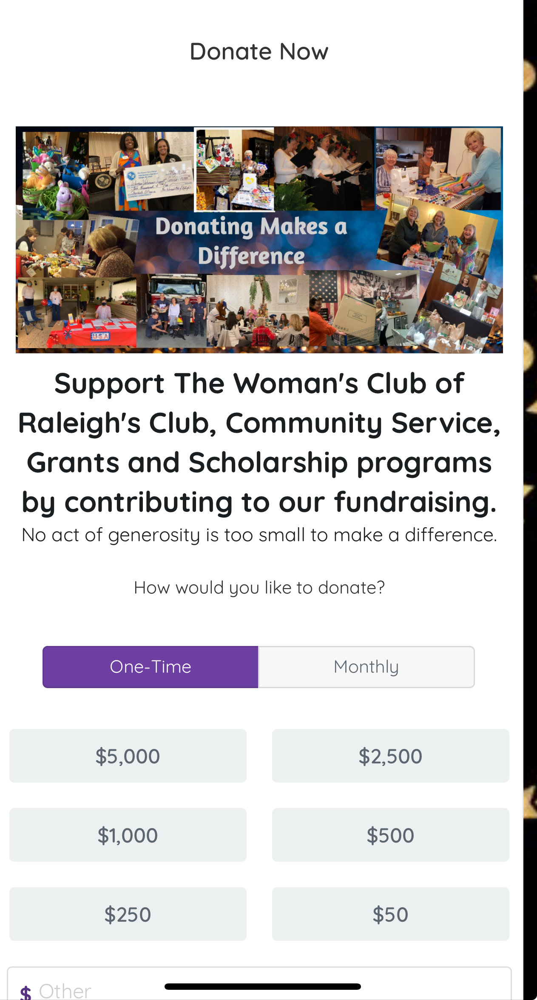 Donate Now
Donating Makes a
Difference
USA
Support The Woman's Club of
Raleigh's Club, Community Service,
Grants and Scholarship programs
by contributing to our fundraising.
No act of generosity is too small to make a difference.
How would you like to donate?
One-Time
Monthly
$5,000
$2,500
$1,000
$500
$250
$50
$ Other